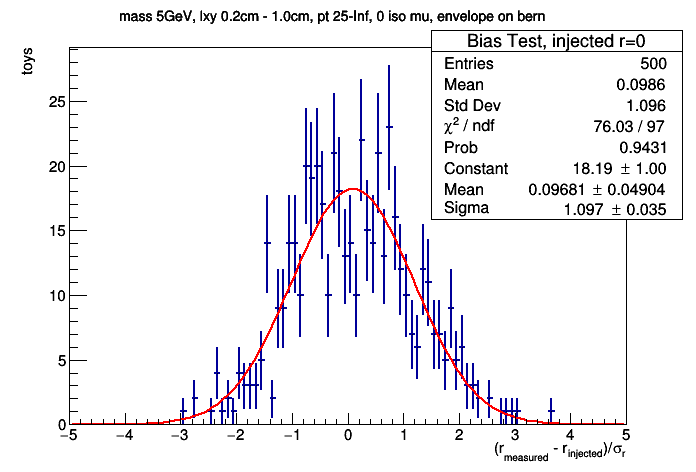 mass 5GeV, lxy 0.2cm - 1.0cm, pt 25-Inf, 0 iso mu, envelope on bern
toys
Bias Test, injected r=0
Entries 500
Mean 0.0986
Std Dev 1.096
χ² / ndf 76.03 / 97
Prob 0.9431
Constant 18.19 ± 1.00
Mean 0.09681 ± 0.04904
Sigma 1.097 ± 0.035
25
20
15
10
5
0
−5 −4 −3 −2 −1 0 1 2 3 4 5
(r_measured - r_injected)/σ_r